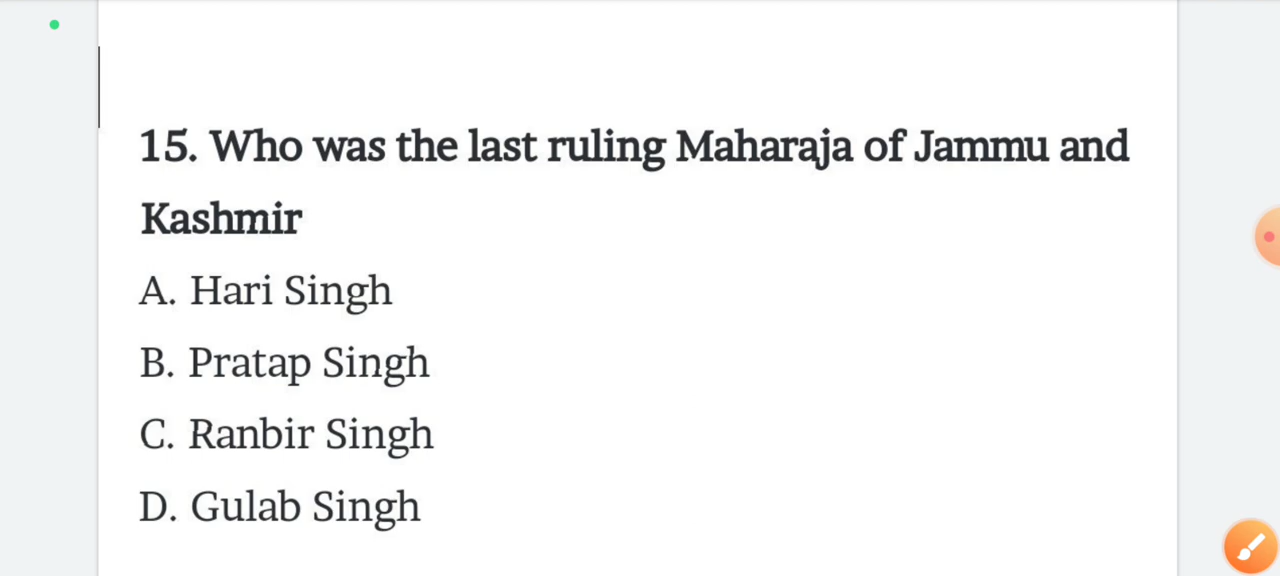 15. Who was the last ruling Maharaja of Jammu and
Kashmir
A. Hari Singh
B. Pratap Singh
C. Ranbir Singh
D. Gulab Singh